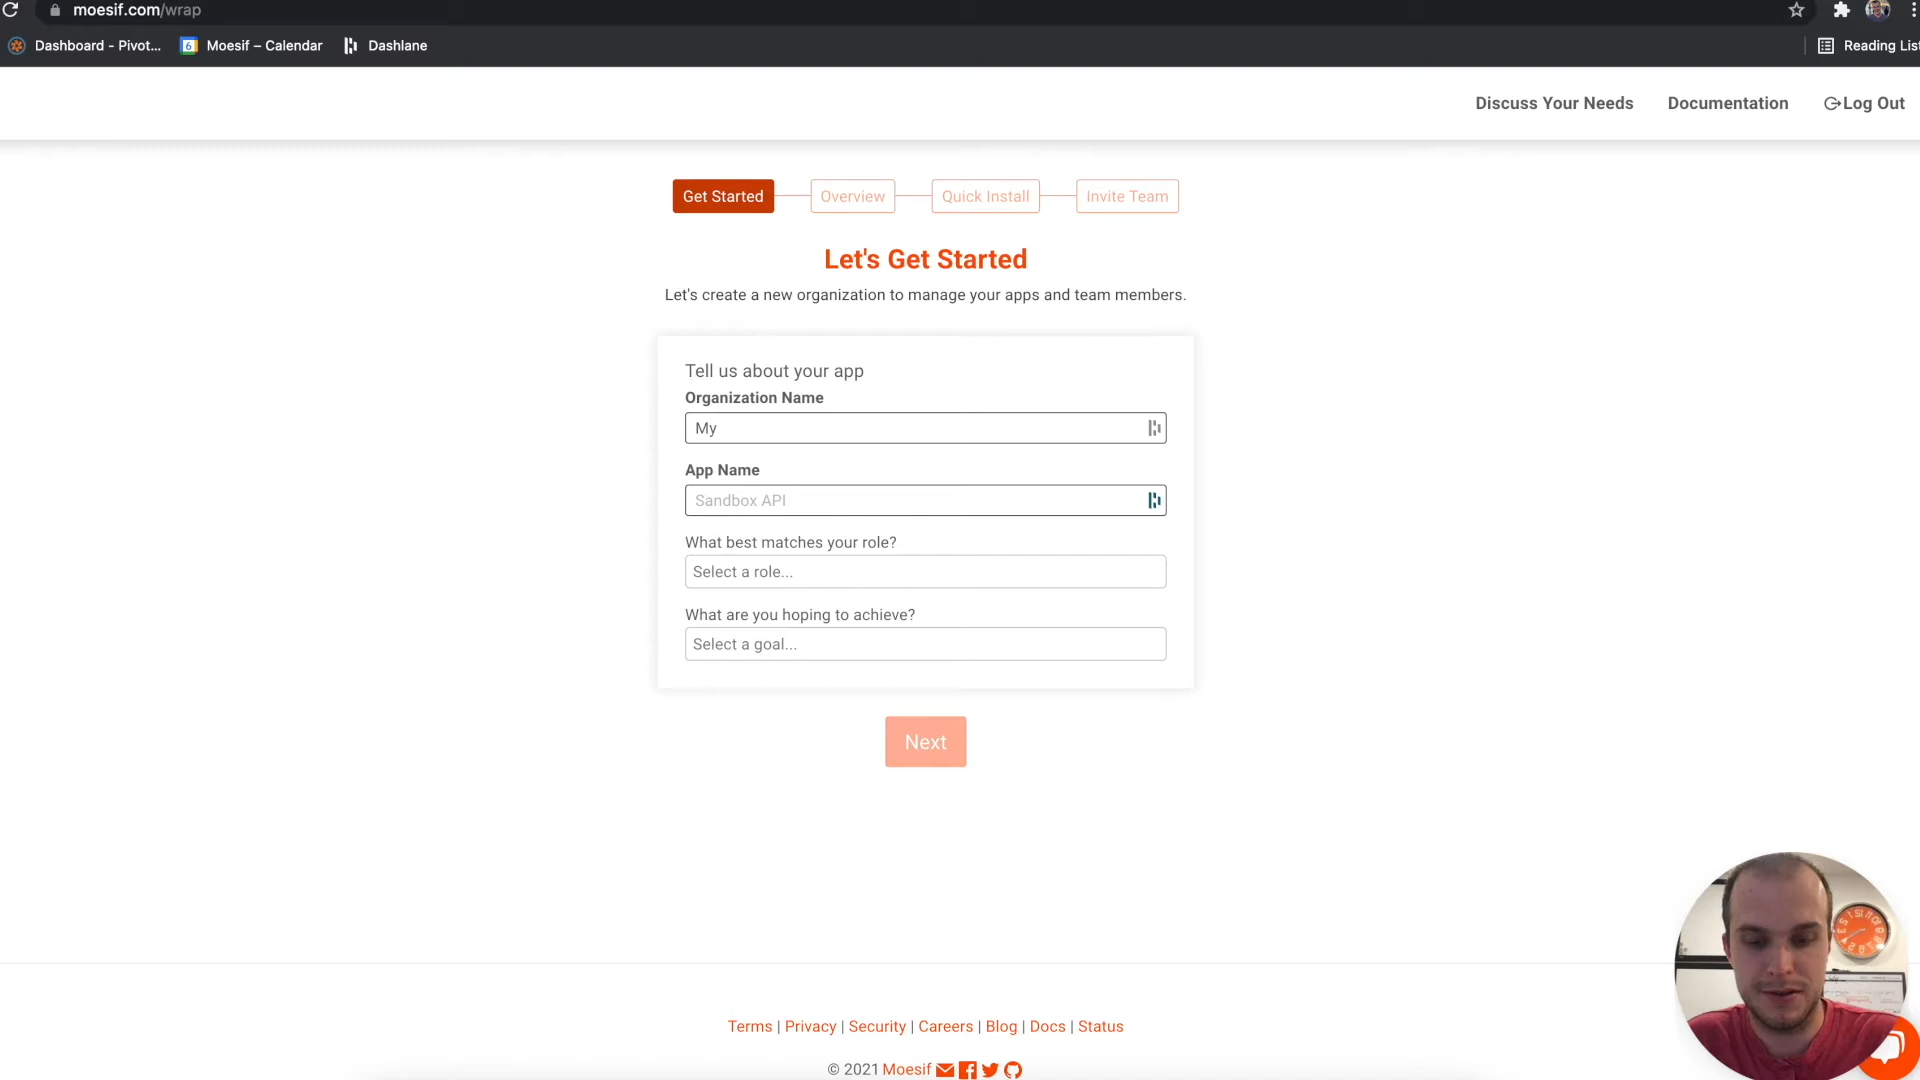 moesif.com/wrap
Dashboard - Pivot...
6
Moesif – Calendar
Dashlane
Reading List
Discuss Your Needs
Documentation
Log Out
Get Started
Overview
Quick Install
Invite Team
Let's Get Started
Let's create a new organization to manage your apps and team members.
Tell us about your app
Organization Name
My
App Name
Sandbox API
What best matches your role?
Select a role...
What are you hoping to achieve?
Select a goal...
Next
Terms | Privacy | Security | Careers | Blog | Docs | Status
© 2021 Moesif